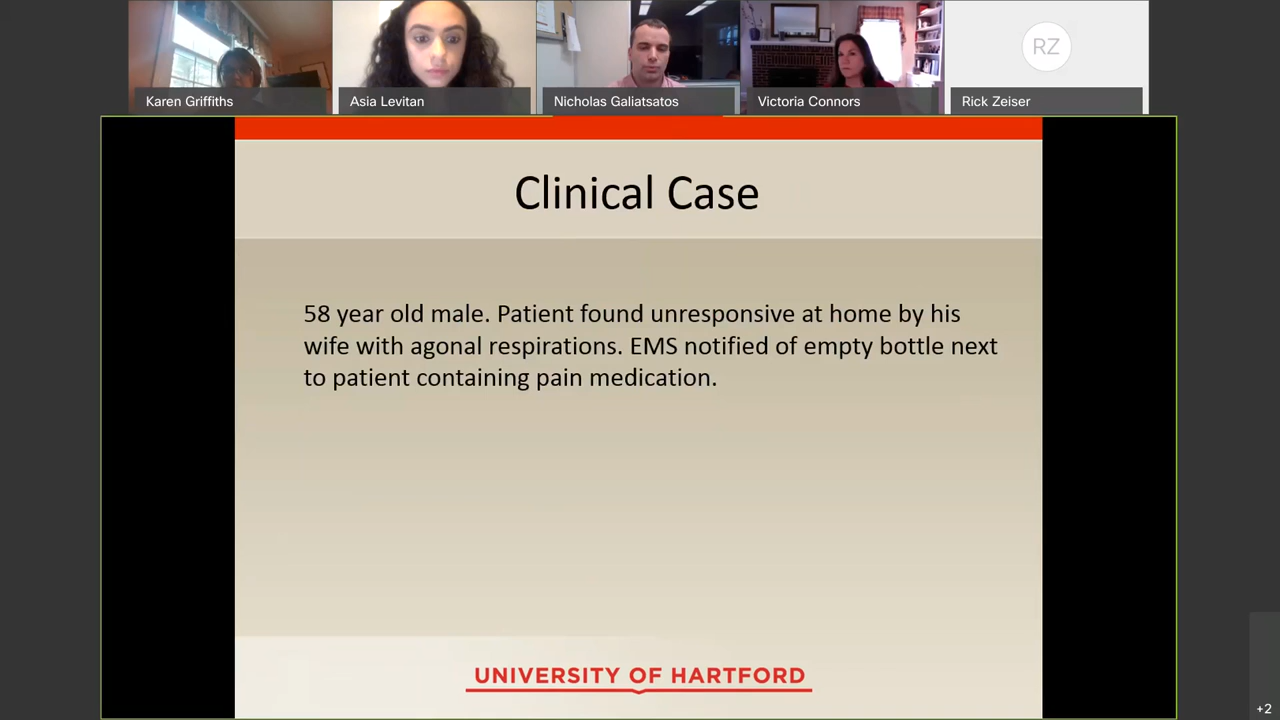 RZ
Karen Griffiths
Asia Levitan
Nicholas Galiatsatos
Victoria Connors
Rick Zeiser
Clinical Case
58 year old male. Patient found unresponsive at home by his
wife with agonal respirations. EMS notified of empty bottle next
to patient containing pain medication.
UNIVERSITY OF HARTFORD
+2